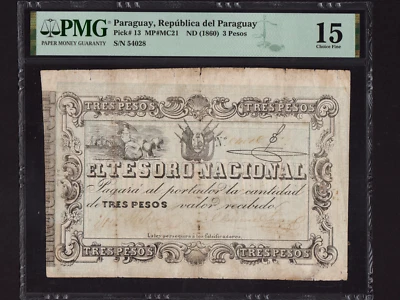 PMG
PAPER MONEY GUARANTY
Paraguay, República del Paraguay
Pick# 13 MP#MC21 ND (1860) 3 Pesos
S/N 54028
15
Choice Fine
TRES PESOS
TRES PESOS
EL TESORO NACIONAL
Pagará al portador la cantidad
de TRES PESOS valor recibido
TRES PESOS
TRES PESOS